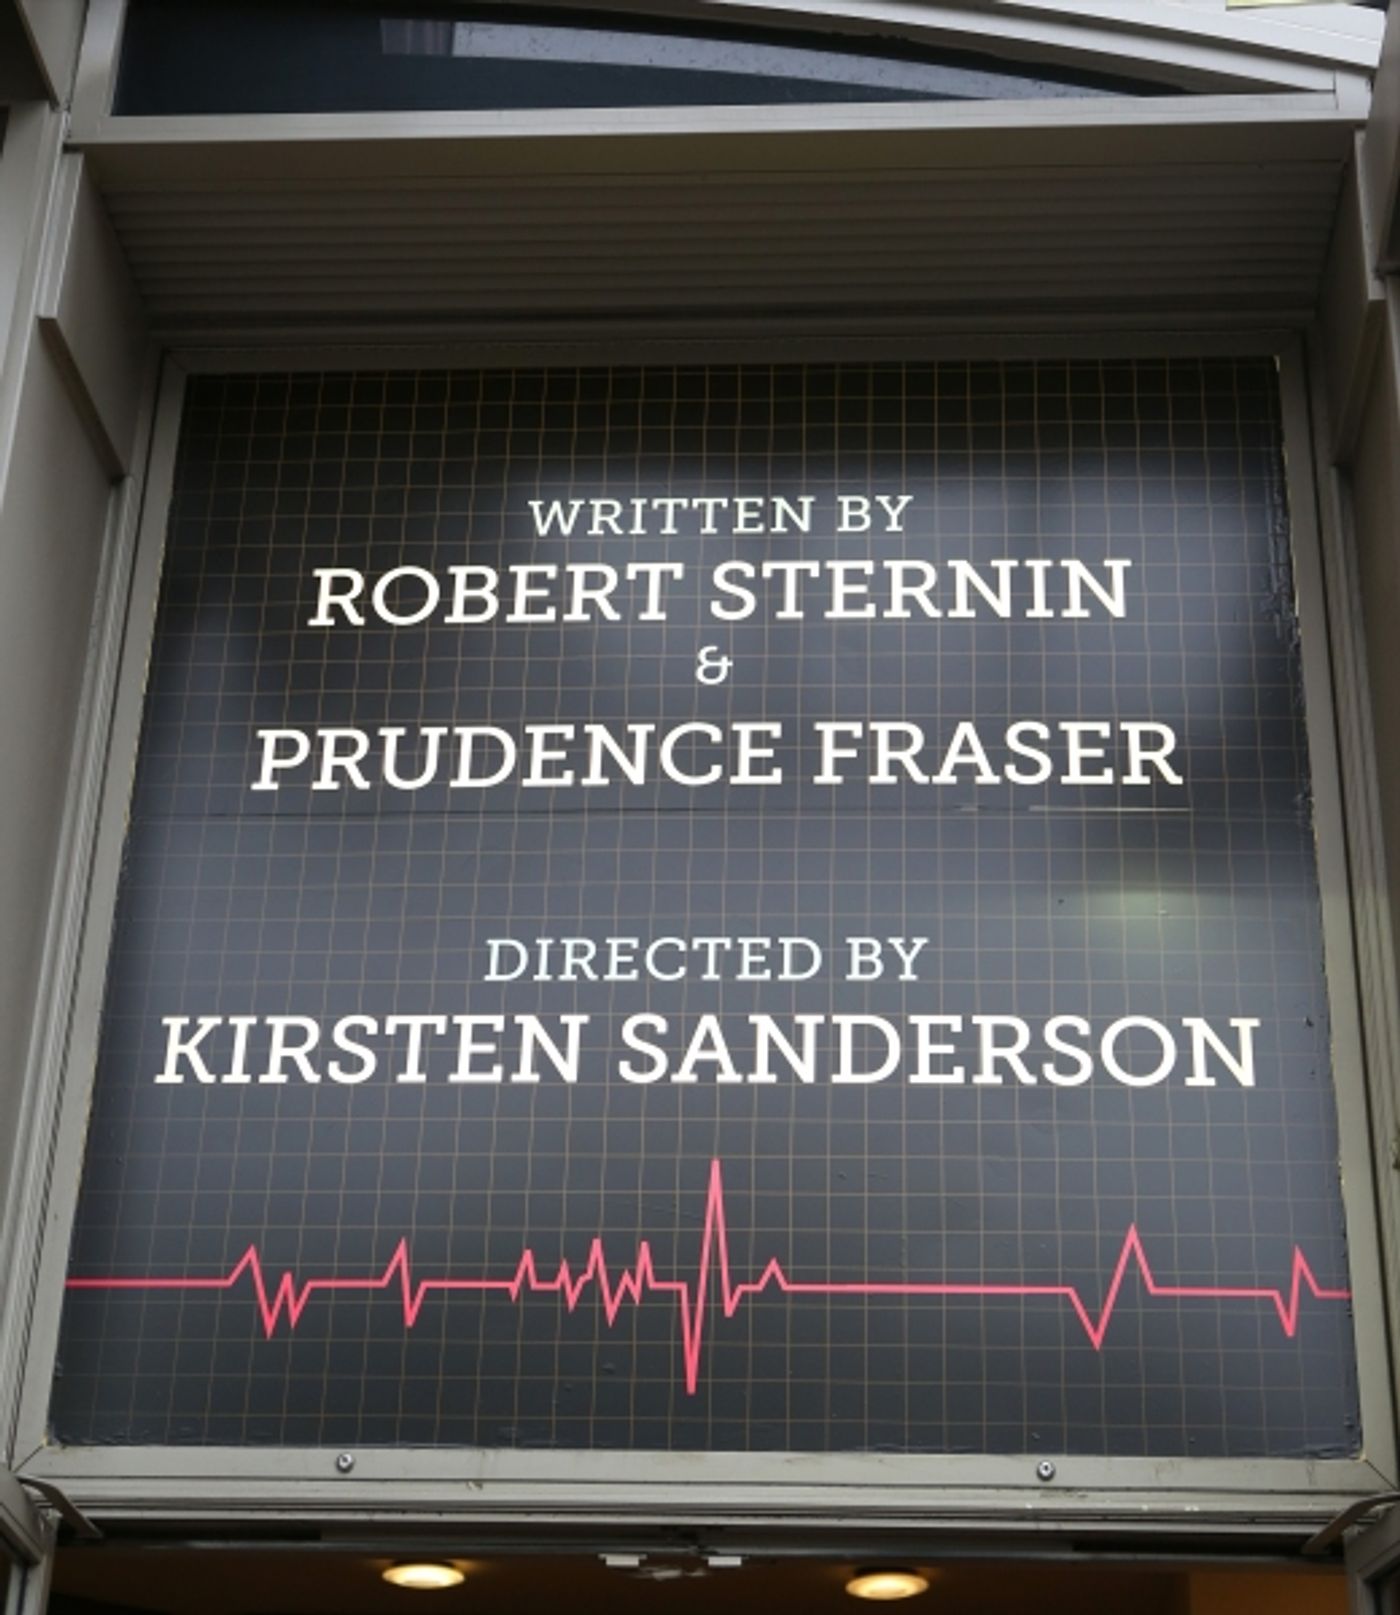 WRITTEN BY
ROBERT STERNIN
&
PRUDENCE FRASER
DIRECTED BY
KIRSTEN SANDERSON